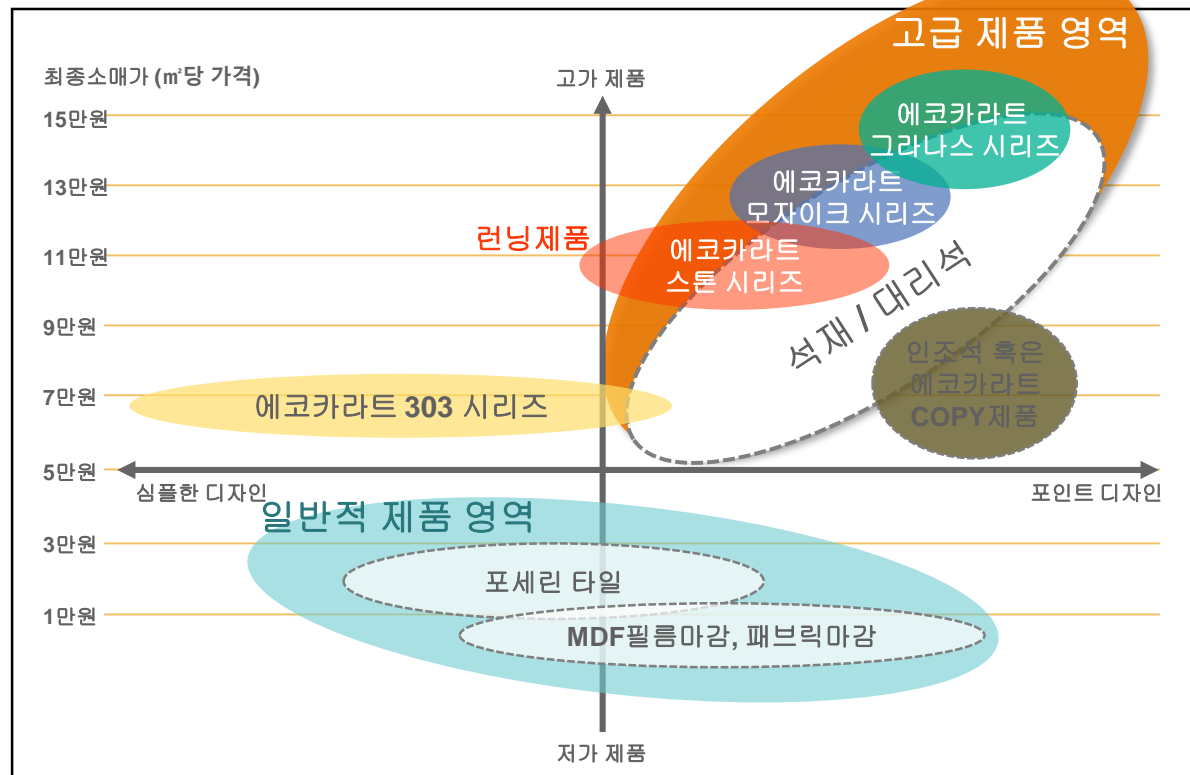 고급 제품 영역
최종소매가 (㎡당 가격)
고가 제품
15만원
에코카라트
그라나스 시리즈
13만원
에코카라트
모자이크 시리즈
런닝제품
11만원
에코카라트
스톤 시리즈
석재 / 대리석
9만원
인조석 혹은
에코카라트
COPY제품
7만원
에코카라트 303 시리즈
5만원
심플한 디자인
포인트 디자인
일반적 제품 영역
3만원
포세린 타일
1만원
MDF필름마감, 패브릭마감
저가 제품